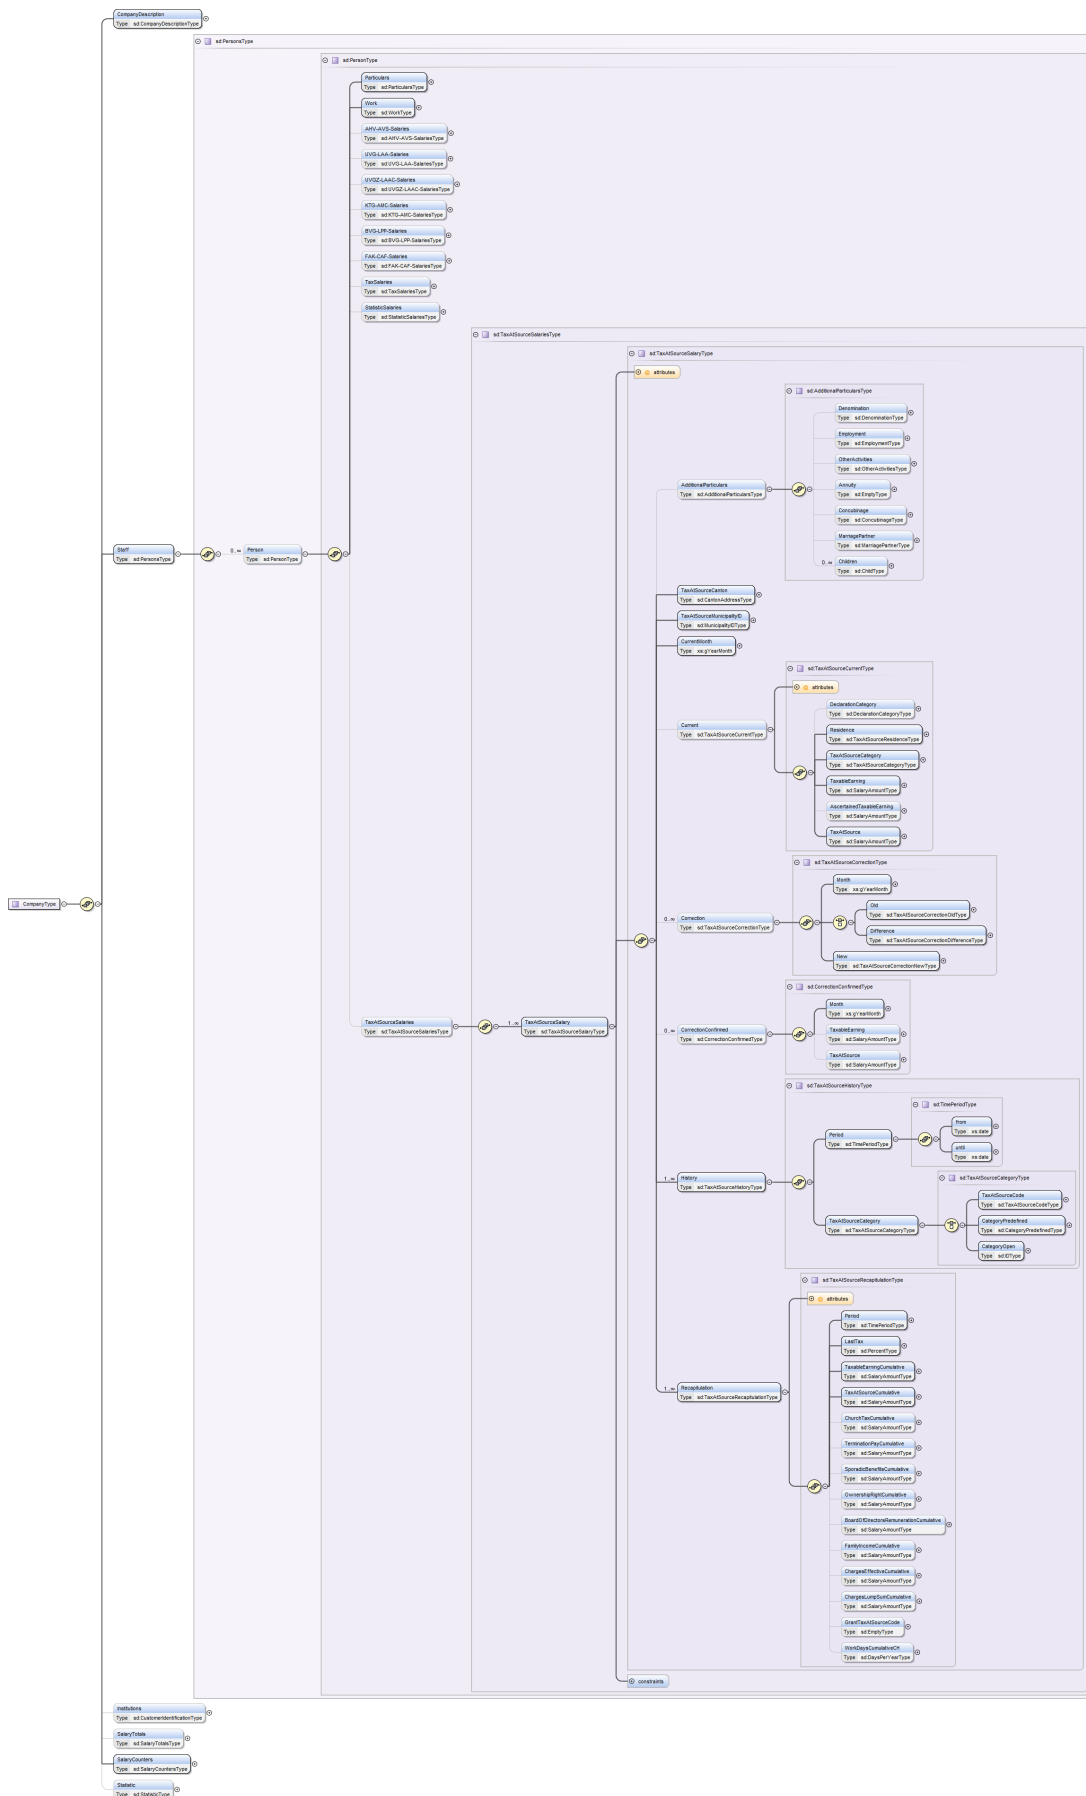 CompanyDescription
Type sd:CompanyDescriptionType
sd:PersonsType
sd:PersonType
Particulars
Type sd:ParticularsType
Work
Type sd:WorkType
AHV-AVS-Salaries
Type sd:AHV-AVS-SalariesType
UVG-LAA-Salaries
Type sd:UVG-LAA-SalariesType
UVGZ-LAAC-Salaries
Type sd:UVGZ-LAAC-SalariesType
KTG-AMC-Salaries
Type sd:KTG-AMC-SalariesType
BVG-LPP-Salaries
Type sd:BVG-LPP-SalariesType
FAK-CAF-Salaries
Type sd:FAK-CAF-SalariesType
TaxSalaries
Type sd:TaxSalariesType
StatisticSalaries
Type sd:StatisticSalariesType
sd:TaxAtSourceSalariesType
sd:TaxAtSourceSalaryType
attributes
sd:AdditionalParticularsType
Denomination
Type sd:DenominationType
Employment
Type sd:EmploymentType
OtherActivities
Type sd:OtherActivitiesType
AdditionalParticulars
Type sd:AdditionalParticularsType
Annuity
Type sd:EmptyType
Concubinage
Type sd:ConcubinageType
MarriagePartner
Type sd:MarriagePartnerType
0..∞
Children
Type sd:ChildType
Staff
Type sd:PersonsType
0..∞
Person
Type sd:PersonType
TaxAtSourceCanton
Type sd:CantonAddressType
TaxAtSourceMunicipalityID
Type sd:MunicipalityIDType
CurrentMonth
Type xs:gYearMonth
sd:TaxAtSourceCurrentType
attributes
DeclarationCategory
Type sd:DeclarationCategoryType
Current
Type sd:TaxAtSourceCurrentType
Residence
Type sd:TaxAtSourceResidenceType
TaxAtSourceCategory
Type sd:TaxAtSourceCategoryType
TaxableEarning
Type sd:SalaryAmountType
AscertainedTaxableEarning
Type sd:SalaryAmountType
TaxAtSource
Type sd:SalaryAmountType
sd:TaxAtSourceCorrectionType
Month
Type xs:gYearMonth
CompanyType
Old
Type sd:TaxAtSourceCorrectionOldType
0..∞
Correction
Type sd:TaxAtSourceCorrectionType
Difference
Type sd:TaxAtSourceCorrectionDifferenceType
New
Type sd:TaxAtSourceCorrectionNewType
sd:CorrectionConfirmedType
Month
Type xs:gYearMonth
TaxAtSourceSalaries
Type sd:TaxAtSourceSalariesType
1..∞
TaxAtSourceSalary
Type sd:TaxAtSourceSalaryType
0..∞
CorrectionConfirmed
Type sd:CorrectionConfirmedType
TaxableEarning
Type sd:SalaryAmountType
TaxAtSource
Type sd:SalaryAmountType
sd:TaxAtSourceHistoryType
sd:TimePeriodType
from
Type xs:date
Period
Type sd:TimePeriodType
until
Type xs:date
1..∞
History
Type sd:TaxAtSourceHistoryType
sd:TaxAtSourceCategoryType
TaxAtSourceCode
Type sd:TaxAtSourceCodeType
TaxAtSourceCategory
Type sd:TaxAtSourceCategoryType
CategoryPredefined
Type sd:CategoryPredefinedType
CategoryOpen
Type sd:IDType
sd:TaxAtSourceRecapitulationType
attributes
Period
Type sd:TimePeriodType
LastTax
Type sd:PercentType
TaxableEarningCumulative
Type sd:SalaryAmountType
1..∞
Recapitulation
Type sd:TaxAtSourceRecapitulationType
TaxAtSourceCumulative
Type sd:SalaryAmountType
ChurchTaxCumulative
Type sd:SalaryAmountType
TerminationPayCumulative
Type sd:SalaryAmountType
SporadicBenefitsCumulative
Type sd:SalaryAmountType
OwnershipRightCumulative
Type sd:SalaryAmountType
BoardOfDirectorsRemunerationCumulative
Type sd:SalaryAmountType
FamilyIncomeCumulative
Type sd:SalaryAmountType
ChargesEffectiveCumulative
Type sd:SalaryAmountType
ChargesLumpSumCumulative
Type sd:SalaryAmountType
GrantTaxAtSourceCode
Type sd:EmptyType
WorkDaysCumulativeCH
Type sd:DaysPerYearType
constraints
Institutions
Type sd:CustomerIdentificationType
SalaryTotals
Type sd:SalaryTotalsType
SalaryCounters
Type sd:SalaryCountersType
Statistic
Type sd:StatisticType